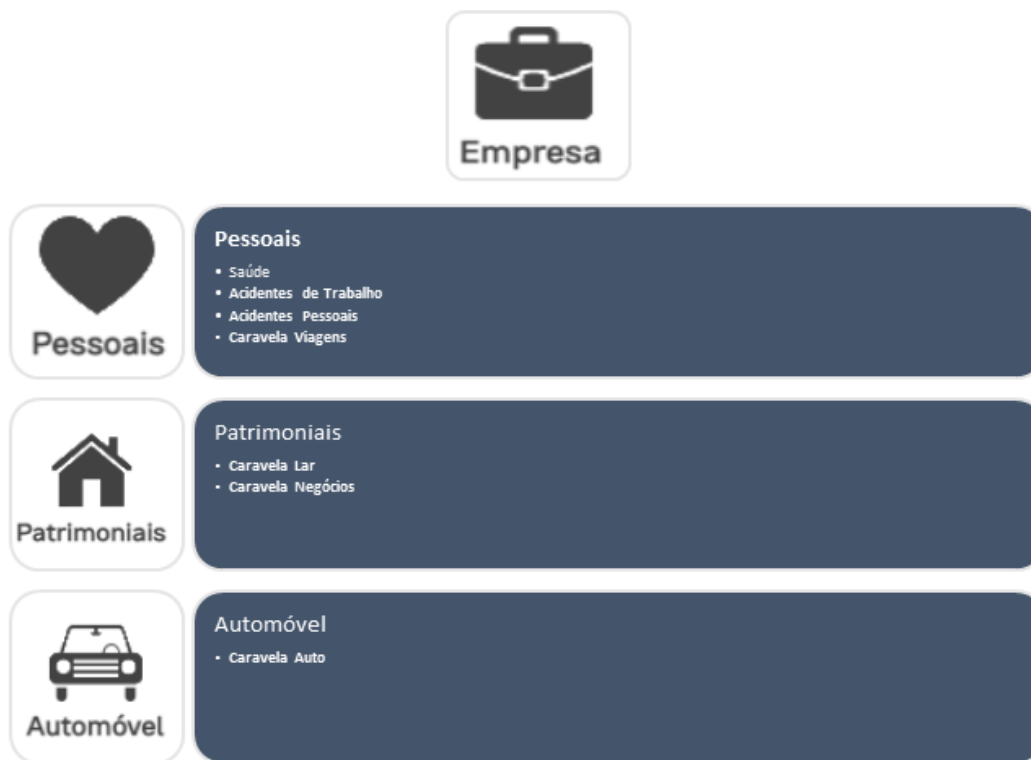 Empresa
Pessoais
Pessoais
• Saúde
• Acidentes de Trabalho
• Acidentes Pessoais
• Caravela Viagens
Patrimoniais
Patrimoniais
• Caravela Lar
• Caravela Negócios
Automóvel
Automóvel
• Caravela Auto